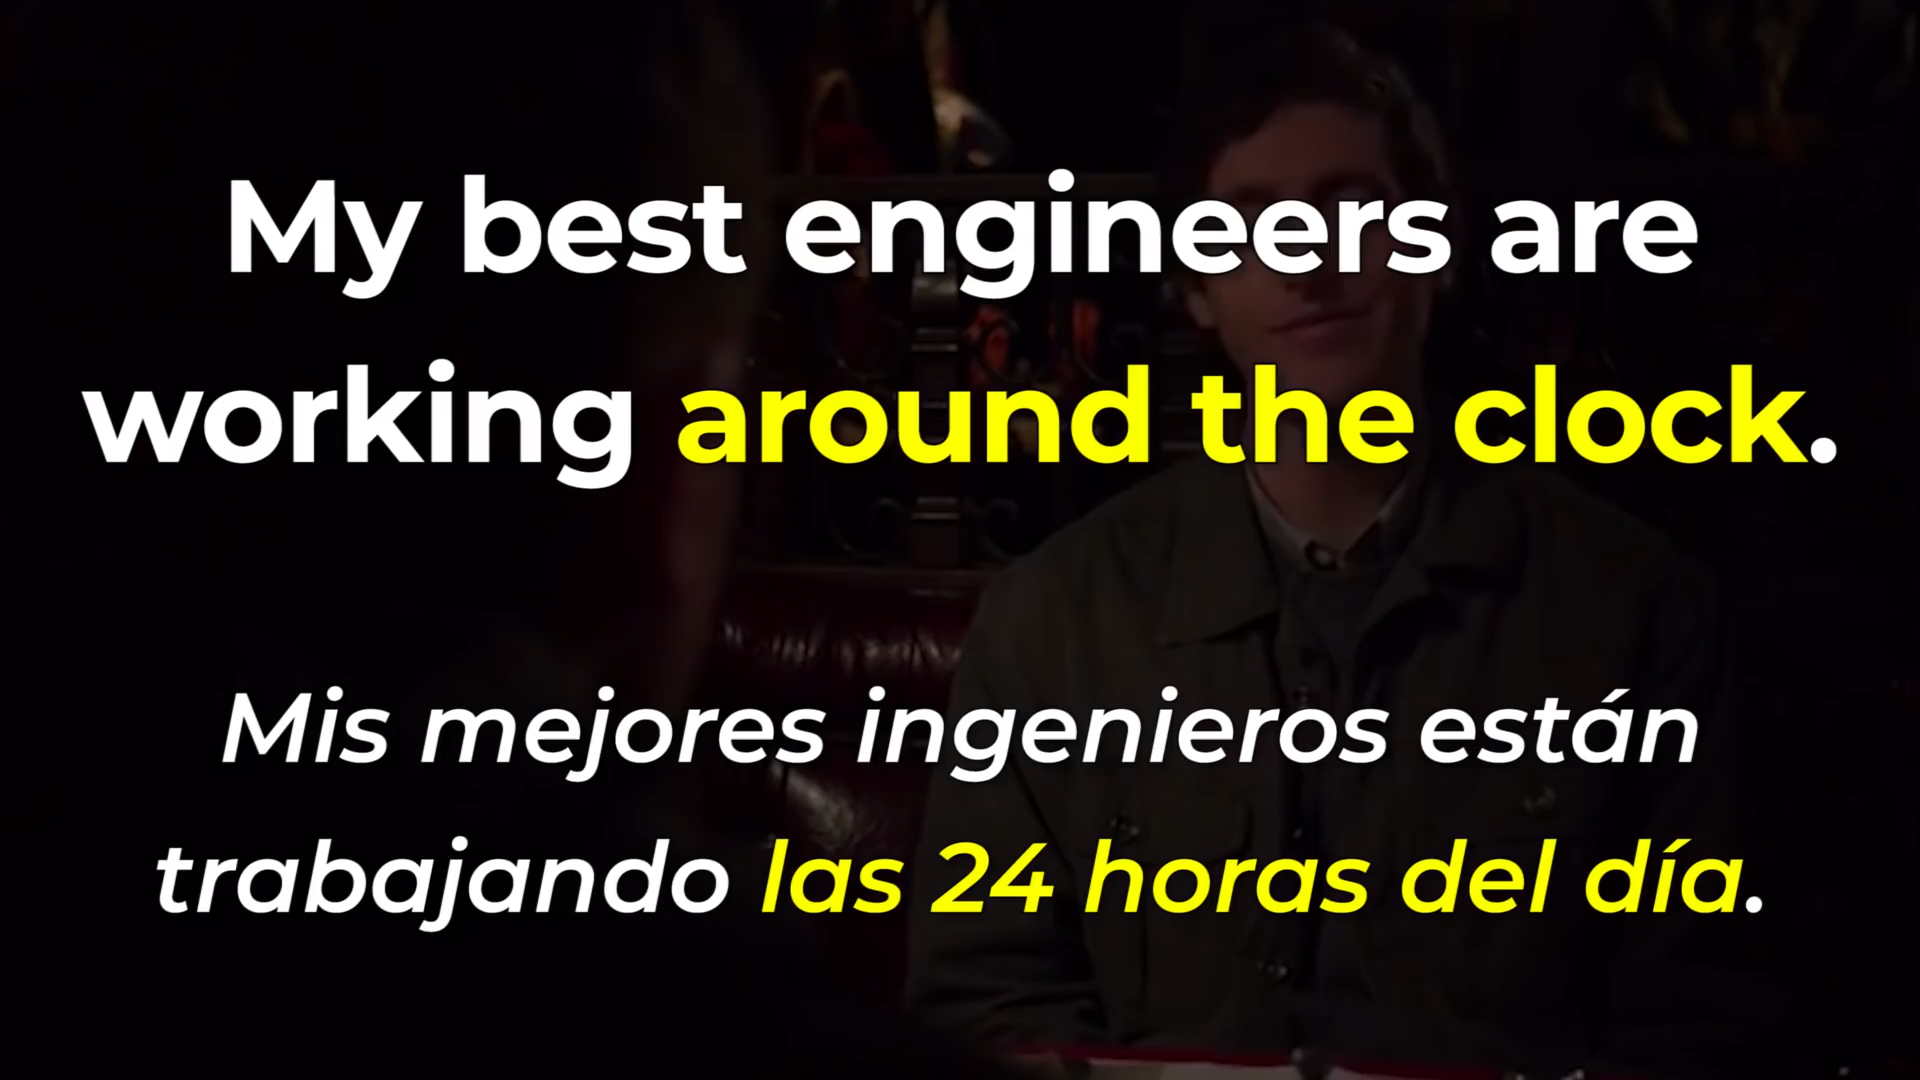 My best engineers are
working around the clock.
Mis mejores ingenieros están
trabajando las 24 horas del día.